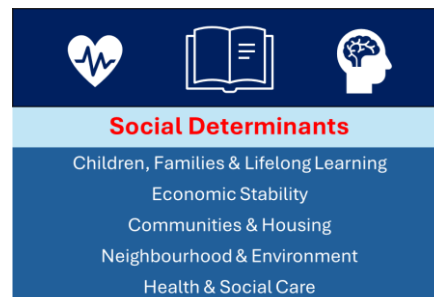 Social Determinants
Children, Families & Lifelong Learning
Economic Stability
Communities & Housing
Neighbourhood & Environment
Health & Social Care